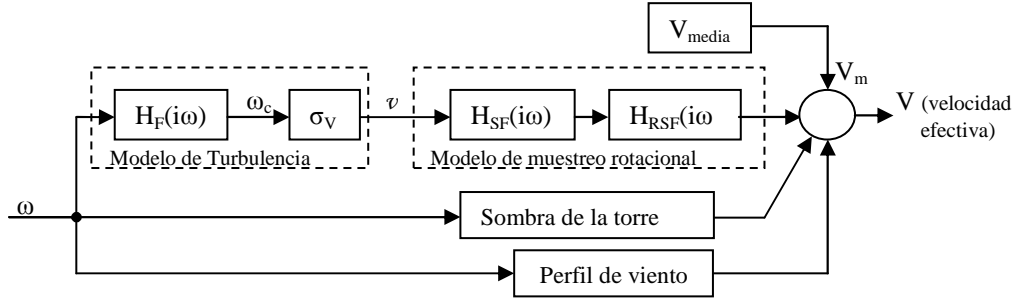 V_media
V_m
H_F(iω)
ω_c
σ_V
v
H_SF(iω)
H_RSF(iω
V (velocidad
efectiva)
Modelo de Turbulencia
Modelo de muestreo rotacional
ω
Sombra de la torre
Perfil de viento